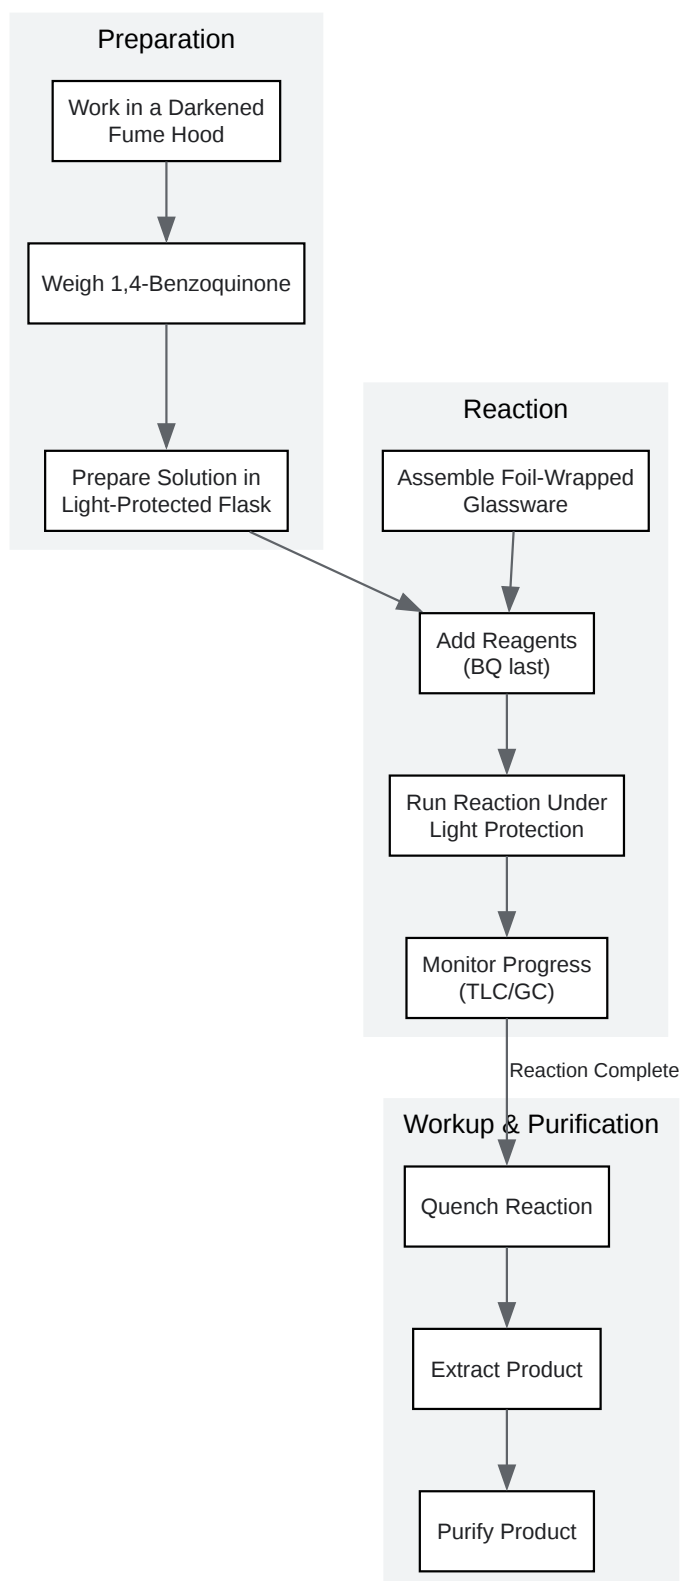 Preparation
Work in a Darkened
Fume Hood
Weigh 1,4-Benzoquinone
Prepare Solution in
Light-Protected Flask
Reaction
Assemble Foil-Wrapped
Glassware
Add Reagents
(BQ last)
Run Reaction Under
Light Protection
Monitor Progress
(TLC/GC)
Reaction Complete
Workup & Purification
Quench Reaction
Extract Product
Purify Product